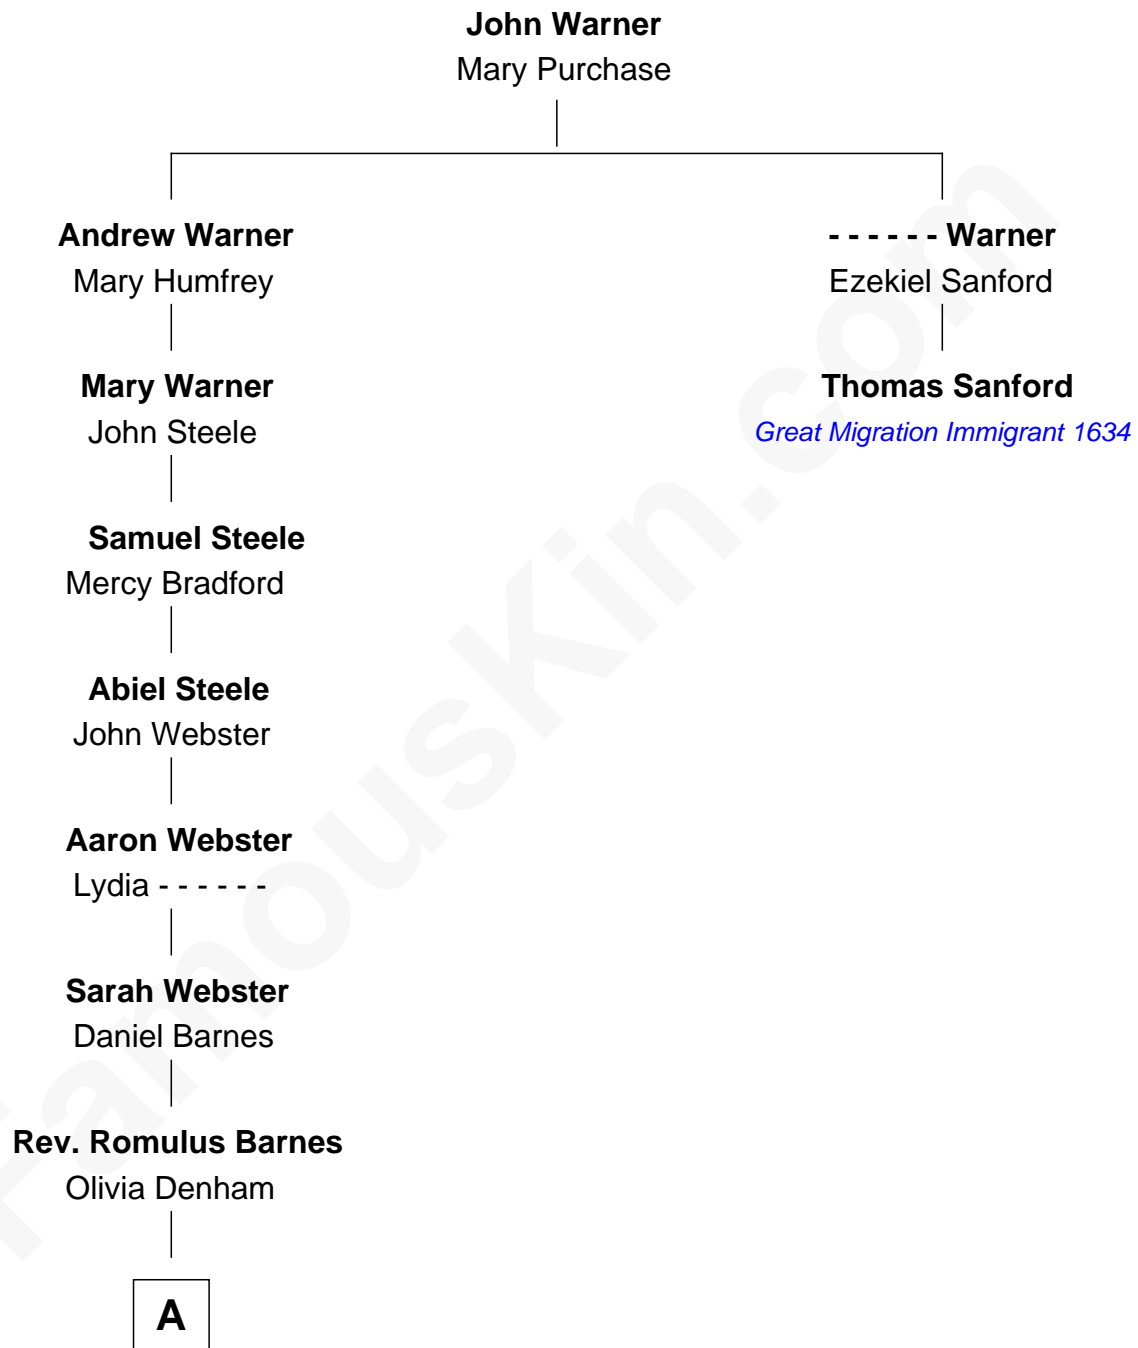 John Warner
Mary Purchase
Andrew Warner
- - - - - - Warner
Mary Humfrey
Ezekiel Sanford
Mary Warner
Thomas Sanford
John Steele
Great Migration Immigrant 1634
Samuel Steele
Mercy Bradford
Abiel Steele
John Webster
Aaron Webster
Lydia - - - - - -
Sarah Webster
Daniel Barnes
Rev. Romulus Barnes
Olivia Denham
A
FamousKin.com